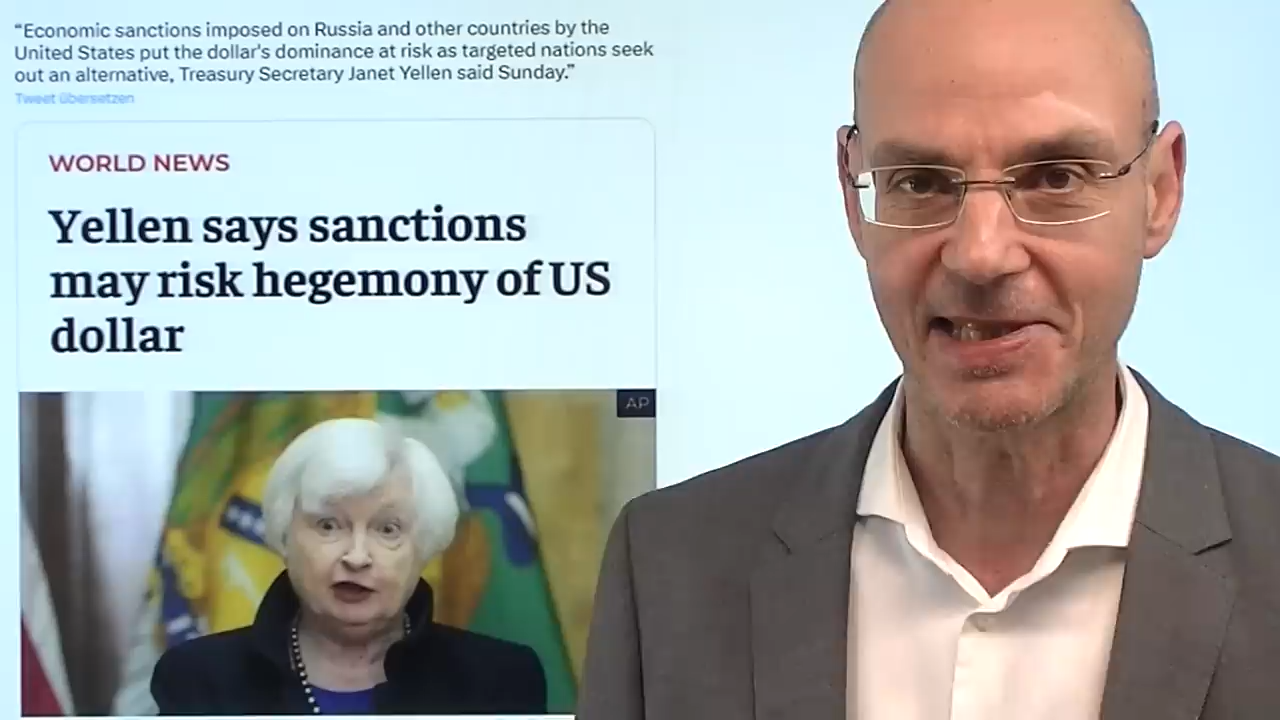 “Economic sanctions imposed on Russia and other countries by the
United States put the dollar's dominance at risk as targeted nations seek
out an alternative, Treasury Secretary Janet Yellen said Sunday.”
Tweet übersetzen
WORLD NEWS
Yellen says sanctions
may risk hegemony of US
dollar
AP